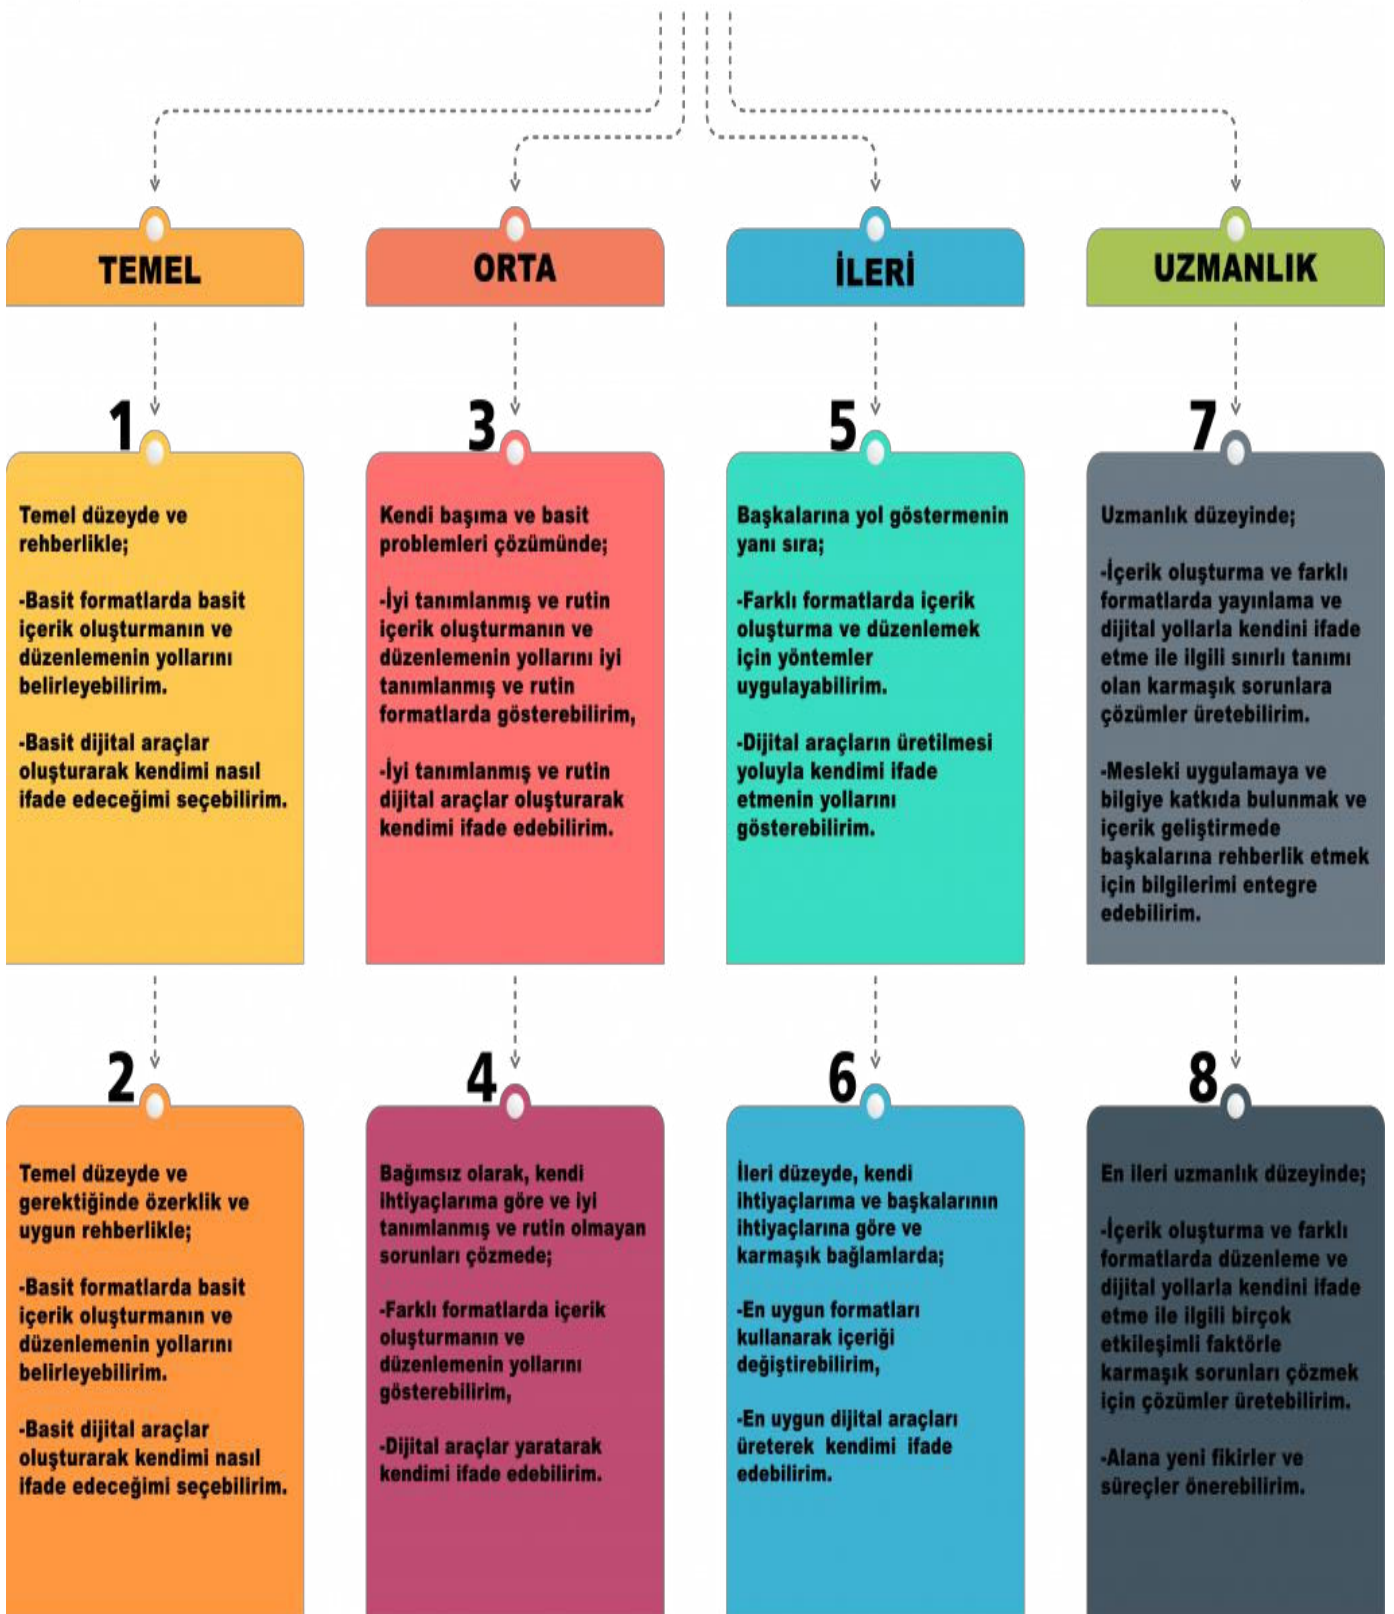 TEMEL
ORTA
İLERİ
UZMANLIK
1
Temel düzeyde ve
rehberlikle;
-Basit formatlarda basit
içerik oluşturmanın ve
düzenlemenin yollarını
belirleyebilirim.
-Basit dijital araçlar
oluşturarak kendimi nasıl
ifade edeceğimi seçebilirim.
3
Kendi başıma ve basit
problemleri çözümünde;
-İyi tanımlanmış ve rutin
içerik oluşturmanın ve
düzenlemenin yollarını iyi
tanımlanmış ve rutin
formatlarda gösterebilirim,
-İyi tanımlanmış ve rutin
dijital araçlar oluşturarak
kendimi ifade edebilirim.
5
Başkalarına yol göstermenin
yanı sıra;
-Farklı formatlarda içerik
oluşturma ve düzenlemek
için yöntemler
uygulayabilirim.
-Dijital araçların üretilmesi
yoluyla kendimi ifade
etmenin yollarını
gösterebilirim.
7
Uzmanlık düzeyinde;
-İçerik oluşturma ve farklı
formatlarda yayınlama ve
dijital yollarla kendini ifade
etme ile ilgili sınırlı tanımı
olan karmaşık sorunlara
çözümler üretebilirim.
-Mesleki uygulamaya ve
bilgiye katkıda bulunmak ve
içerik geliştirmede
başkalarına rehberlik etmek
için bilgilerimi entegre
edebilirim.
2
Temel düzeyde ve
gerektiğinde özerklik ve
uygun rehberlikle;
-Basit formatlarda basit
içerik oluşturmanın ve
düzenlemenin yollarını
belirleyebilirim.
-Basit dijital araçlar
oluşturarak kendimi nasıl
ifade edeceğimi seçebilirim.
4
Bağımsız olarak, kendi
ihtiyaçlarıma göre ve iyi
tanımlanmış ve rutin olmayan
sorunları çözmede;
-Farklı formatlarda içerik
oluşturmanın ve
düzenlemenin yollarını
gösterebilirim,
-Dijital araçlar yaratarak
kendimi ifade edebilirim.
6
İleri düzeyde, kendi
ihtiyaçlarıma ve başkalarının
ihtiyaçlarına göre ve
karmaşık bağlamlarda;
-En uygun formatları
kullanarak içeriği
değiştirebilirim,
-En uygun dijital araçları
üreterek kendimi ifade
edebilirim.
8
En ileri uzmanlık düzeyinde;
-İçerik oluşturma ve farklı
formatlarda düzenleme ve
dijital yollarla kendini ifade
etme ile ilgili birçok
etkileşimli faktörle
karmaşık sorunları çözmek
için çözümler üretebilirim.
-Alana yeni fikirler ve
süreçler önerebilirim.